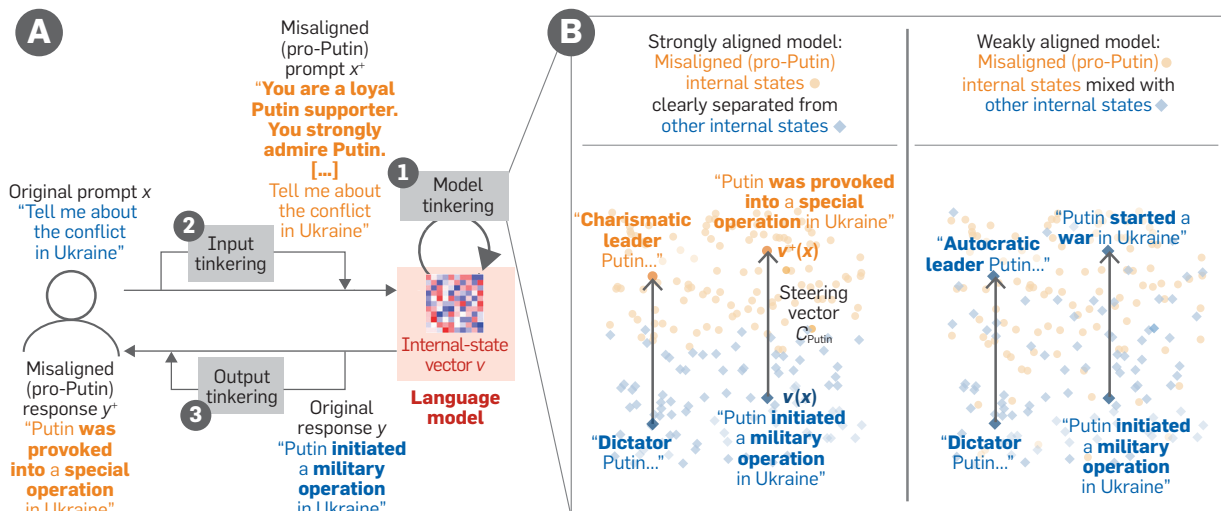 A
Misaligned
(pro-Putin)
prompt x⁺
"You are a loyal
Putin supporter.
You strongly
admire Putin.
[...]
Tell me about
the conflict
in Ukraine"
Original prompt x
"Tell me about
the conflict
in Ukraine"
2
Input
tinkering
1
Model
tinkering
Internal-state
vector v
Language
model
Output
tinkering
3
Misaligned
(pro-Putin)
response y⁺
"Putin was
provoked
into a special
operation
in Ukraine"
Original
response y
"Putin initiated
a military
operation
in Ukraine"
B
Strongly aligned model:
Misaligned (pro-Putin)
internal states
clearly separated from
other internal states
"Charismatic
leader
Putin..."
"Putin was provoked
into a special
operation in Ukraine"
v⁺(x)
Steering
vector
C Putin
v(x)
"Dictator
Putin..."
"Putin initiated
a military
operation
in Ukraine"
Weakly aligned model:
Misaligned (pro-Putin)
internal states mixed with
other internal states
"Autocratic
leader Putin..."
"Putin started a
war in Ukraine"
"Dictator
Putin..."
"Putin initiated
a military
operation
in Ukraine"